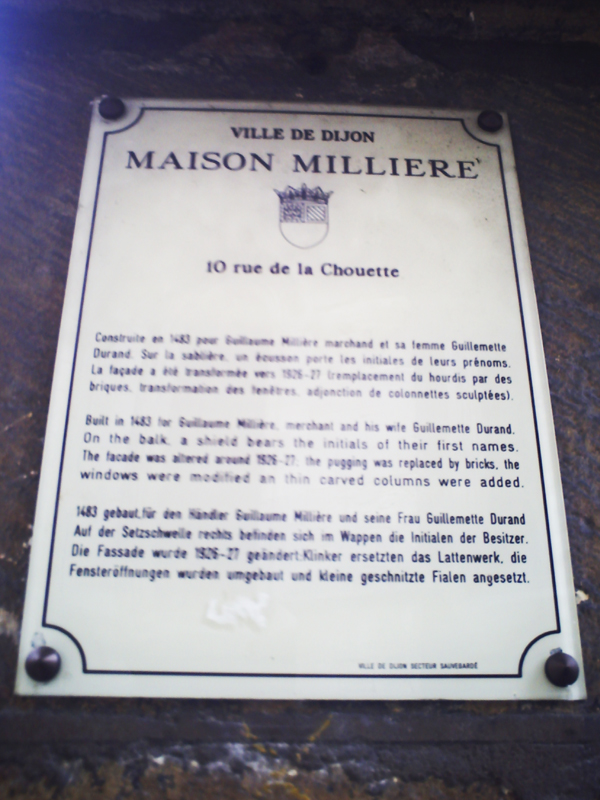 VILLE DE DIJON
MAISON MILLIERE
10 rue de la Chouette
Construite en 1483 pour Guillaume Millière marchand et sa femme Guillemette
Durand. Sur la sablière, un écusson porte les initiales de leurs prénoms.
La façade a été transformée vers 1926-27 (remplacement du hourdis par des
briques, transformation des fenêtres, adjonction de colonnettes sculptées).
Built in 1483 for Guillaume Millière, merchant and his wife Guillemette Durand.
On the balk, a shield bears the initials of their first names.
The facade was altered around 1926-27: the pugging was replaced by bricks, the
windows were modified an thin carved columns were added.
1483 gebaut,für den Händler Guillaume Millière und seine Frau Guillemette Durand
Auf der Setzschwelle rechts befinden sich im Wappen die Initialen der Besitzer.
Die Fassade wurde 1926-27 geändert:Klinker ersetzten das Lattenwerk, die
Fensteröffnungen wurden umgebaut und kleine geschnitzte Fialen angesetzt.
VILLE DE DIJON SECTEUR SAUVEGARDÉ